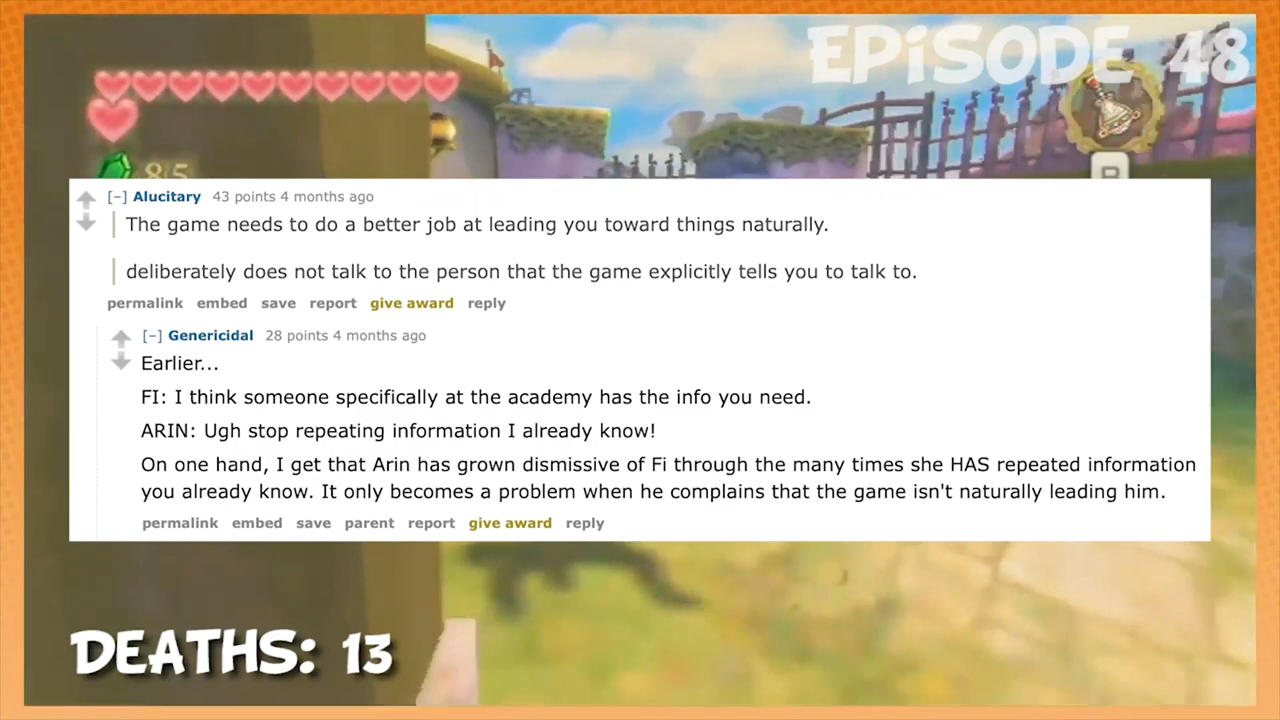 EPiSODE 48
815
B
[–] Alucitary 43 points 4 months ago
The game needs to do a better job at leading you toward things naturally.
deliberately does not talk to the person that the game explicitly tells you to talk to.
permalink embed save report give award reply
[–] Genericidal 28 points 4 months ago
Earlier...
FI: I think someone specifically at the academy has the info you need.
ARIN: Ugh stop repeating information I already know!
On one hand, I get that Arin has grown dismissive of Fi through the many times she HAS repeated information
you already know. It only becomes a problem when he complains that the game isn't naturally leading him.
permalink embed save parent report give award reply
DEATHS: 13